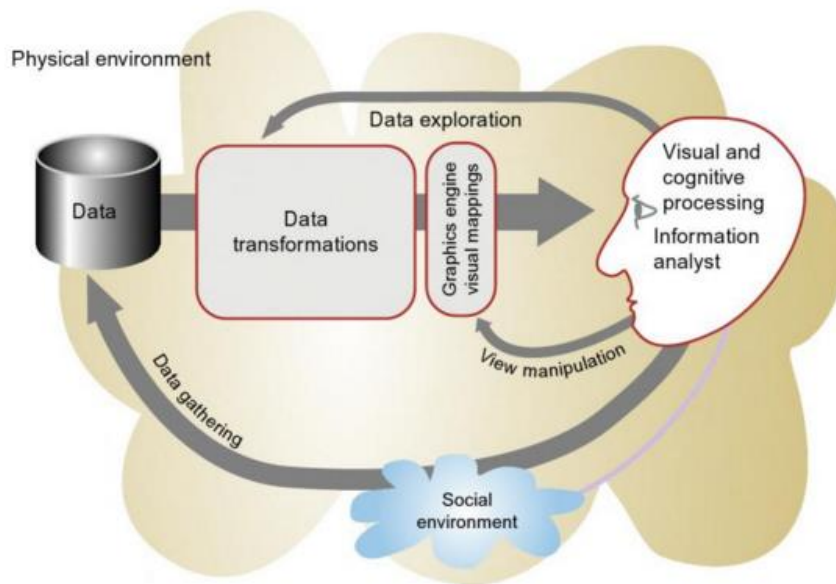 Physical environment
Data exploration
Visual and
cognitive
processing
Information
analyst
Data
Data
transformations
Graphics engine
visual mappings
View manipulation
Data gathering
Social
environment